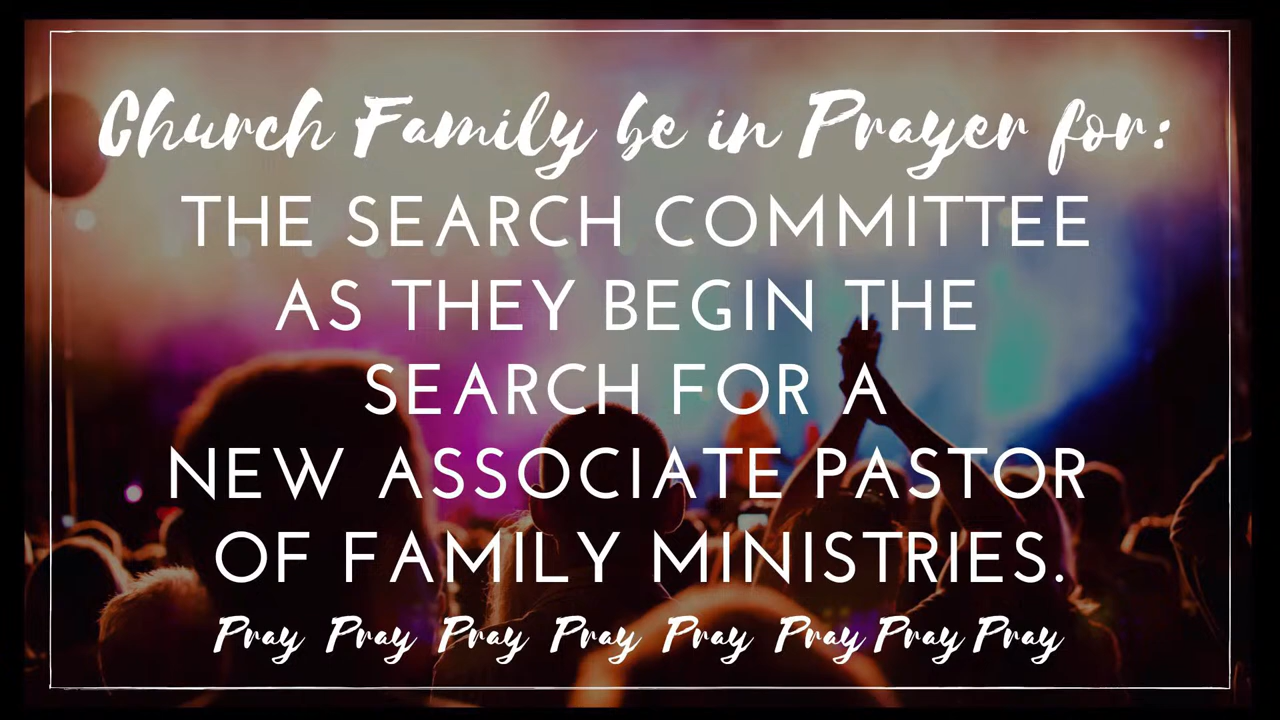 Church Family be in Prayer for:
THE SEARCH COMMITTEE
AS THEY BEGIN THE
SEARCH FOR A
NEW ASSOCIATE PASTOR
OF FAMILY MINISTRIES.
Pray Pray Pray Pray Pray Pray Pray Pray